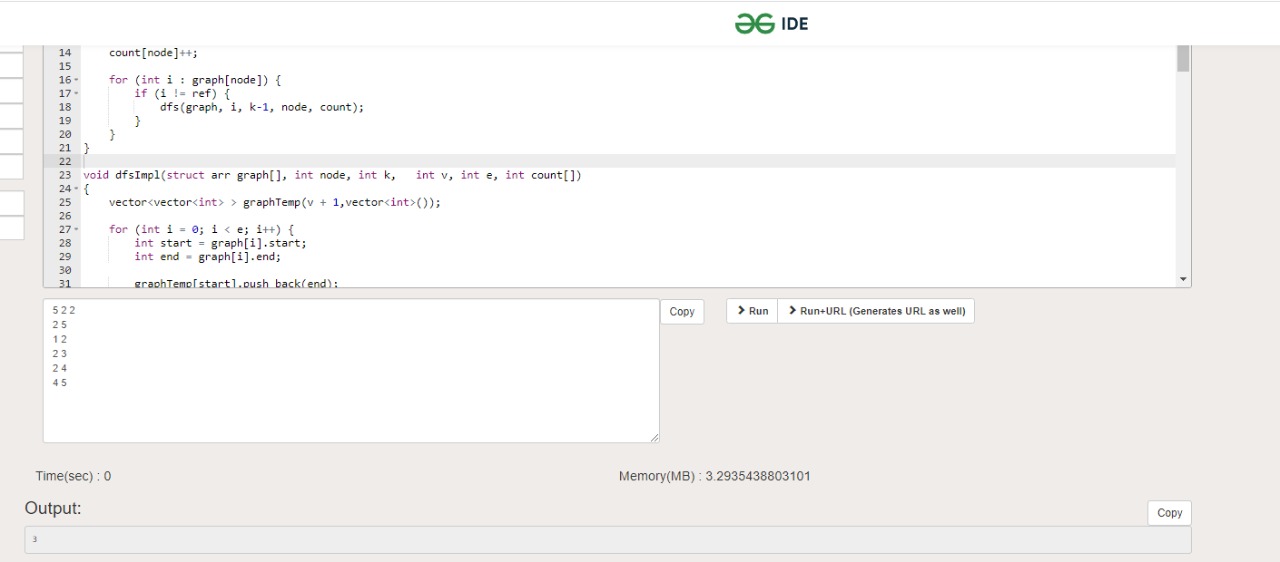 IDE
14 count[node]++;
15
16 for (int i : graph[node]) {
17 if (i != ref) {
18 dfs(graph, i, k-1, node, count);
19 }
20 }
21 }
22
23 void dfsImpl(struct arr graph[], int node, int k, int v, int e, int count[])
24 {
25 vector<vector<int> > graphTemp(v + 1,vector<int>());
26
27 for (int i = 0; i < e; i++) {
28 int start = graph[i].start;
29 int end = graph[i].end;
30
31 graphTemp[start].push_back(end);
5 2 2
2 5
1 2
2 3
2 4
4 5
Copy
Run
Run+URL (Generates URL as well)
Time(sec) : 0
Memory(MB) : 3.2935438803101
Output:
Copy
3